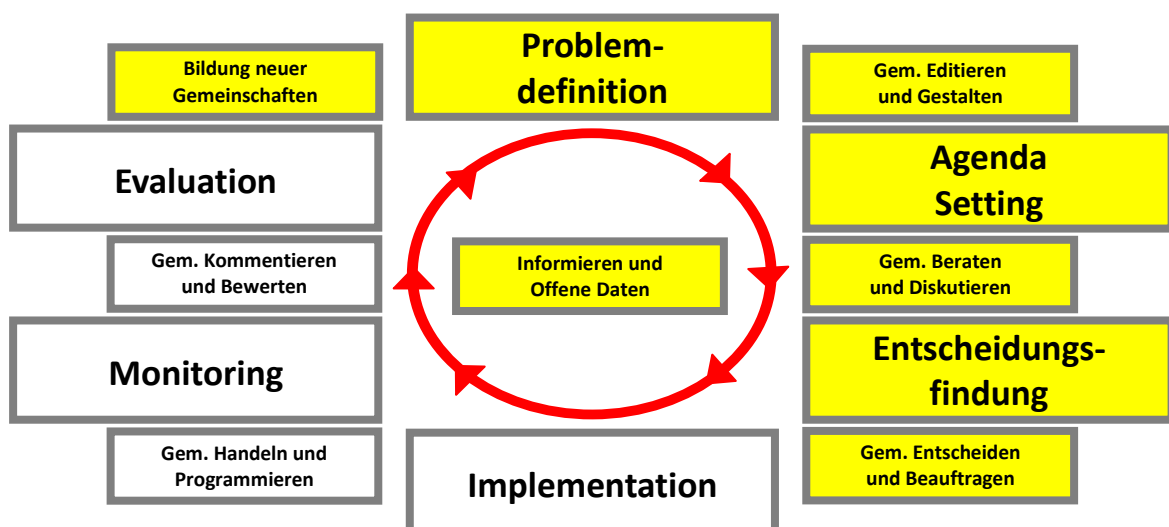 Problem-
definition
Gem. Editieren
und Gestalten
Agenda
Setting
Gem. Beraten
und Diskutieren
Entscheidungs-
findung
Gem. Entscheiden
und Beauftragen
Implementation
Gem. Handeln und
Programmieren
Monitoring
Gem. Kommentieren
und Bewerten
Evaluation
Bildung neuer
Gemeinschaften
Informieren und
Offene Daten